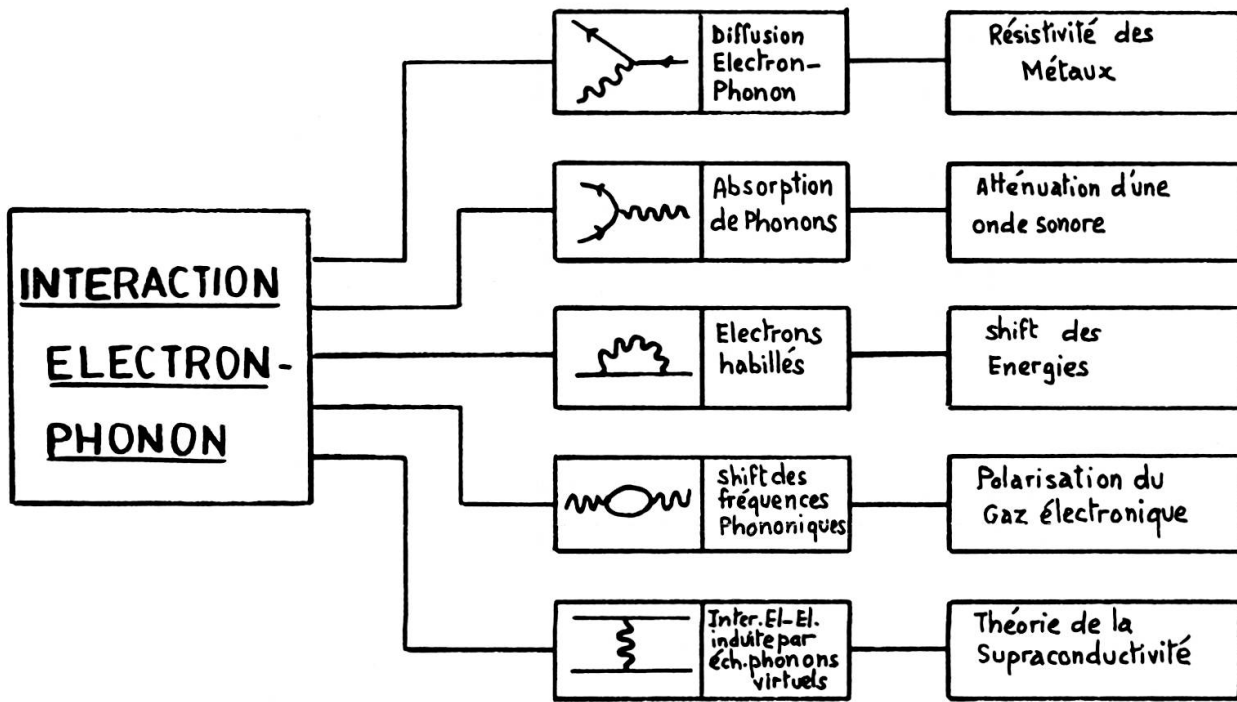 INTERACTION
ELECTRON-
PHONON
Diffusion
Electron-
Phonon
Résistivité des
Métaux
Absorption
de Phonons
Atténuation d'une
onde sonore
Electrons
habillés
shift des
Energies
shift des
fréquences
Phononiques
Polarisation du
Gaz électronique
Inter. El-El.
induite par
éch. phonons
virtuels
Théorie de la
Supraconductivité